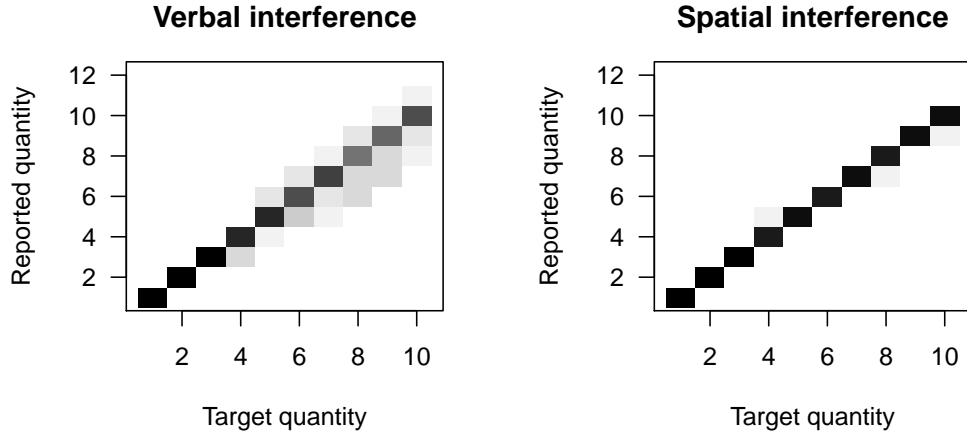 Verbal interference
Reported quantity
12
10
8
6
4
2
2 4 6 8 10
Target quantity
Spatial interference
Reported quantity
12
10
8
6
4
2
2 4 6 8 10
Target quantity